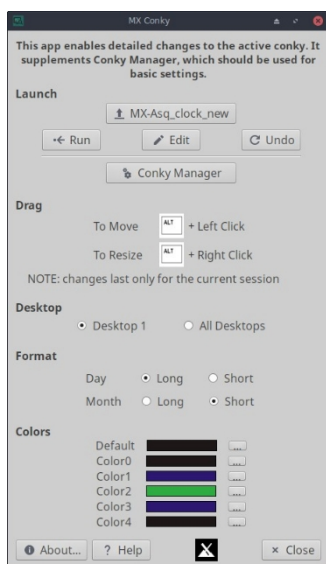 MX Conky
This app enables detailed changes to the active conky. It
supplements Conky Manager, which should be used for
basic settings.
Launch
MX-Asq_clock_new
Run Edit Undo
Conky Manager
Drag
To Move ALT + Left Click
To Resize ALT + Right Click
NOTE: changes last only for the current session
Desktop
Desktop 1 All Desktops
Format
Day Long Short
Month Long Short
Colors
Default ...
Color0 ...
Color1 ...
Color2 ...
Color3 ...
Color4 ...
About... ? Help X × Close